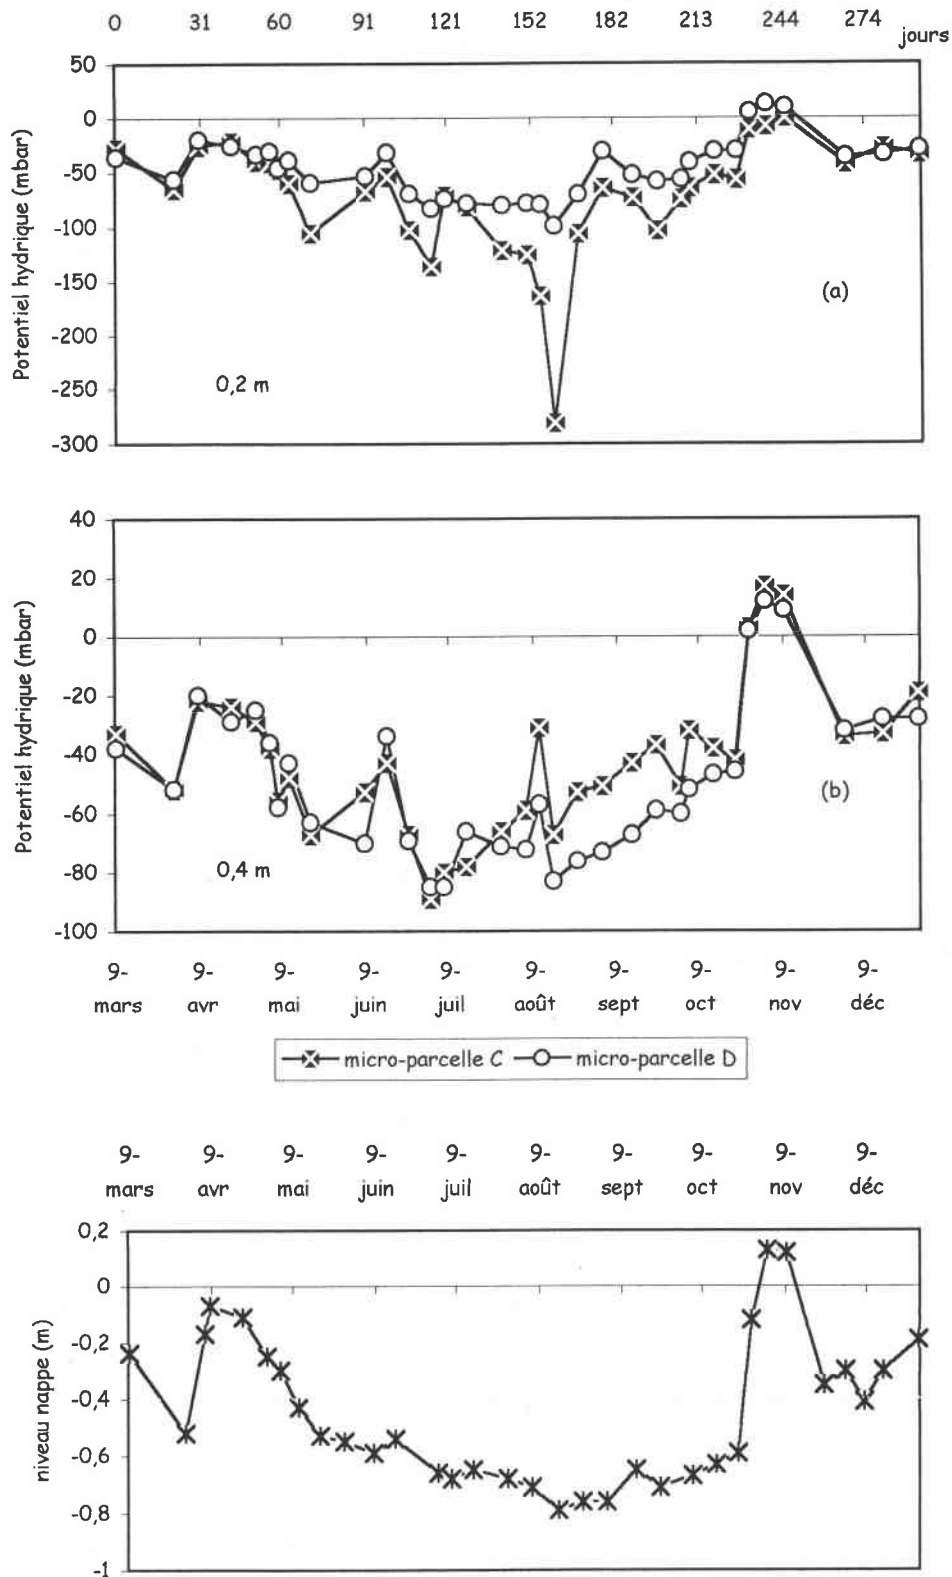 0 31 60 91 121 152 182 213 244 274
jours
50
0
-50
-100
-150
-200
-250
-300
Potentiel hydrique (mbar)
(a)
0,2 m
40
20
0
-20
-40
-60
-80
-100
Potentiel hydrique (mbar)
(b)
0,4 m
9- 9- 9- 9- 9- 9- 9- 9- 9- 9-
mars avr mai juin juil août sept oct nov déc
micro-parcelle C micro-parcelle D
9- 9- 9- 9- 9- 9- 9- 9- 9- 9-
mars avr mai juin juil août sept oct nov déc
0,2
0
-0,2
-0,4
-0,6
-0,8
-1
niveau nappe (m)